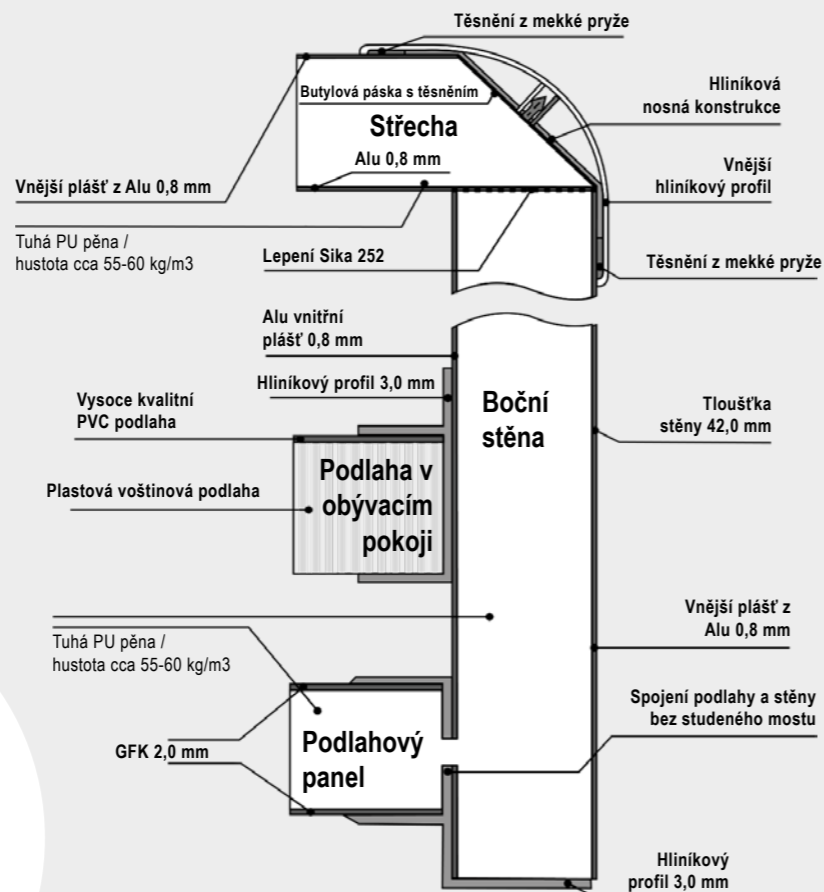 Těsnění z mekké pryže
Hliníková
nosná konstrukce
Butylová páska s těsněním
Střecha
Alu 0,8 mm
Vnější plášť z Alu 0,8 mm
Vnější
hliníkový profil
Tuhá PU pěna /
hustota cca 55-60 kg/m3
Lepení Sika 252
Těsnění z mekké pryže
Alu vnitřní
plášť 0,8 mm
Hliníkový profil 3,0 mm
Vysoce kvalitní
PVC podlaha
Boční
stěna
Tloušťka
stěny 42,0 mm
Plastová voštinová podlaha
Podlaha v
obývacím
pokoji
Vnější plášť z
Alu 0,8 mm
Tuhá PU pěna /
hustota cca 55-60 kg/m3
Spojení podlahy a stěny
bez studeného mostu
GFK 2,0 mm
Podlahový
panel
Hliníkový
profil 3,0 mm